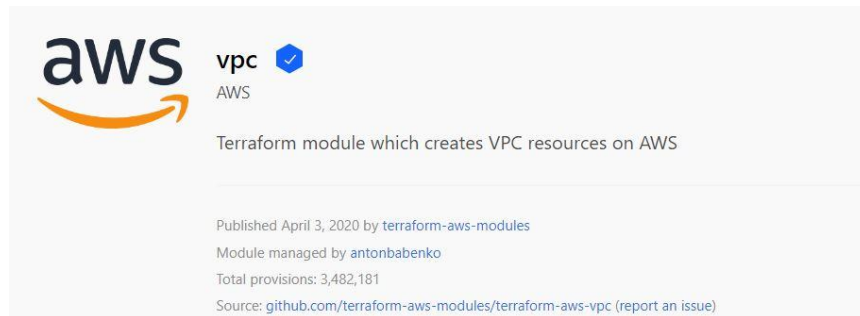 aws
vpc
AWS
Terraform module which creates VPC resources on AWS
Published April 3, 2020 by terraform-aws-modules
Module managed by antonbabenko
Total provisions: 3,482,181
Source: github.com/terraform-aws-modules/terraform-aws-vpc (report an issue)